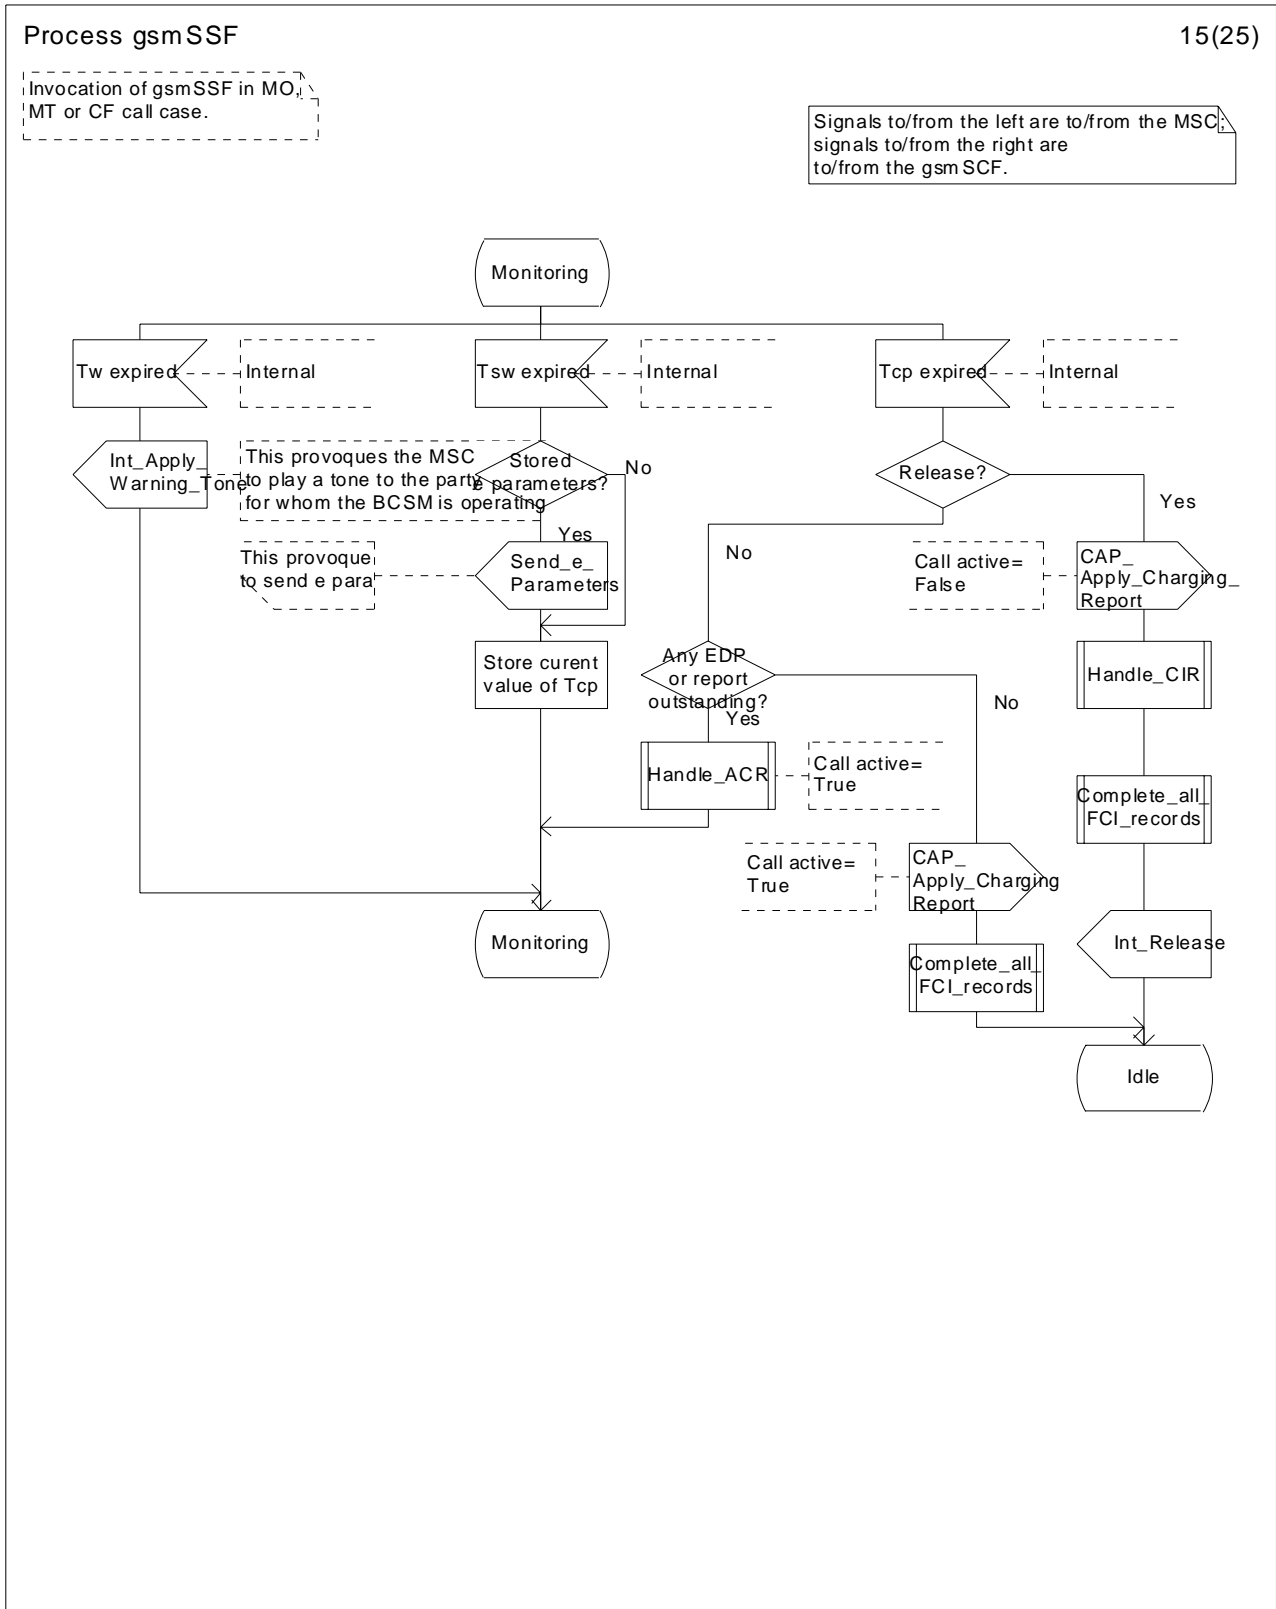 Process gsmSSF
15(25)
Invocation of gsmSSF in MO,
MT or CF call case.
Signals to/from the left are to/from the MSC;
signals to/from the right are
to/from the gsmSCF.
Monitoring
Tw expired
Internal
Tsw expired
Internal
Tcp expired
Internal
Int_Apply_
Warning_Tone
This provoques the MSC
to play a tone to the party
for whom the BCSM is operating
Stored
e parameters?
No
Release?
Yes
Yes
No
This provoque
to send e para
Send_e_
Parameters
Call active=
False
CAP_
Apply_Charging_
Report
Store curent
value of Tcp
Any EDP
or report
outstanding?
Handle_CIR
No
Yes
Handle_ACR
Call active=
True
Complete_all_
FCI_records
Call active=
True
CAP_
Apply_Charging
Report
Monitoring
Int_Release
Complete_all_
FCI_records
Idle